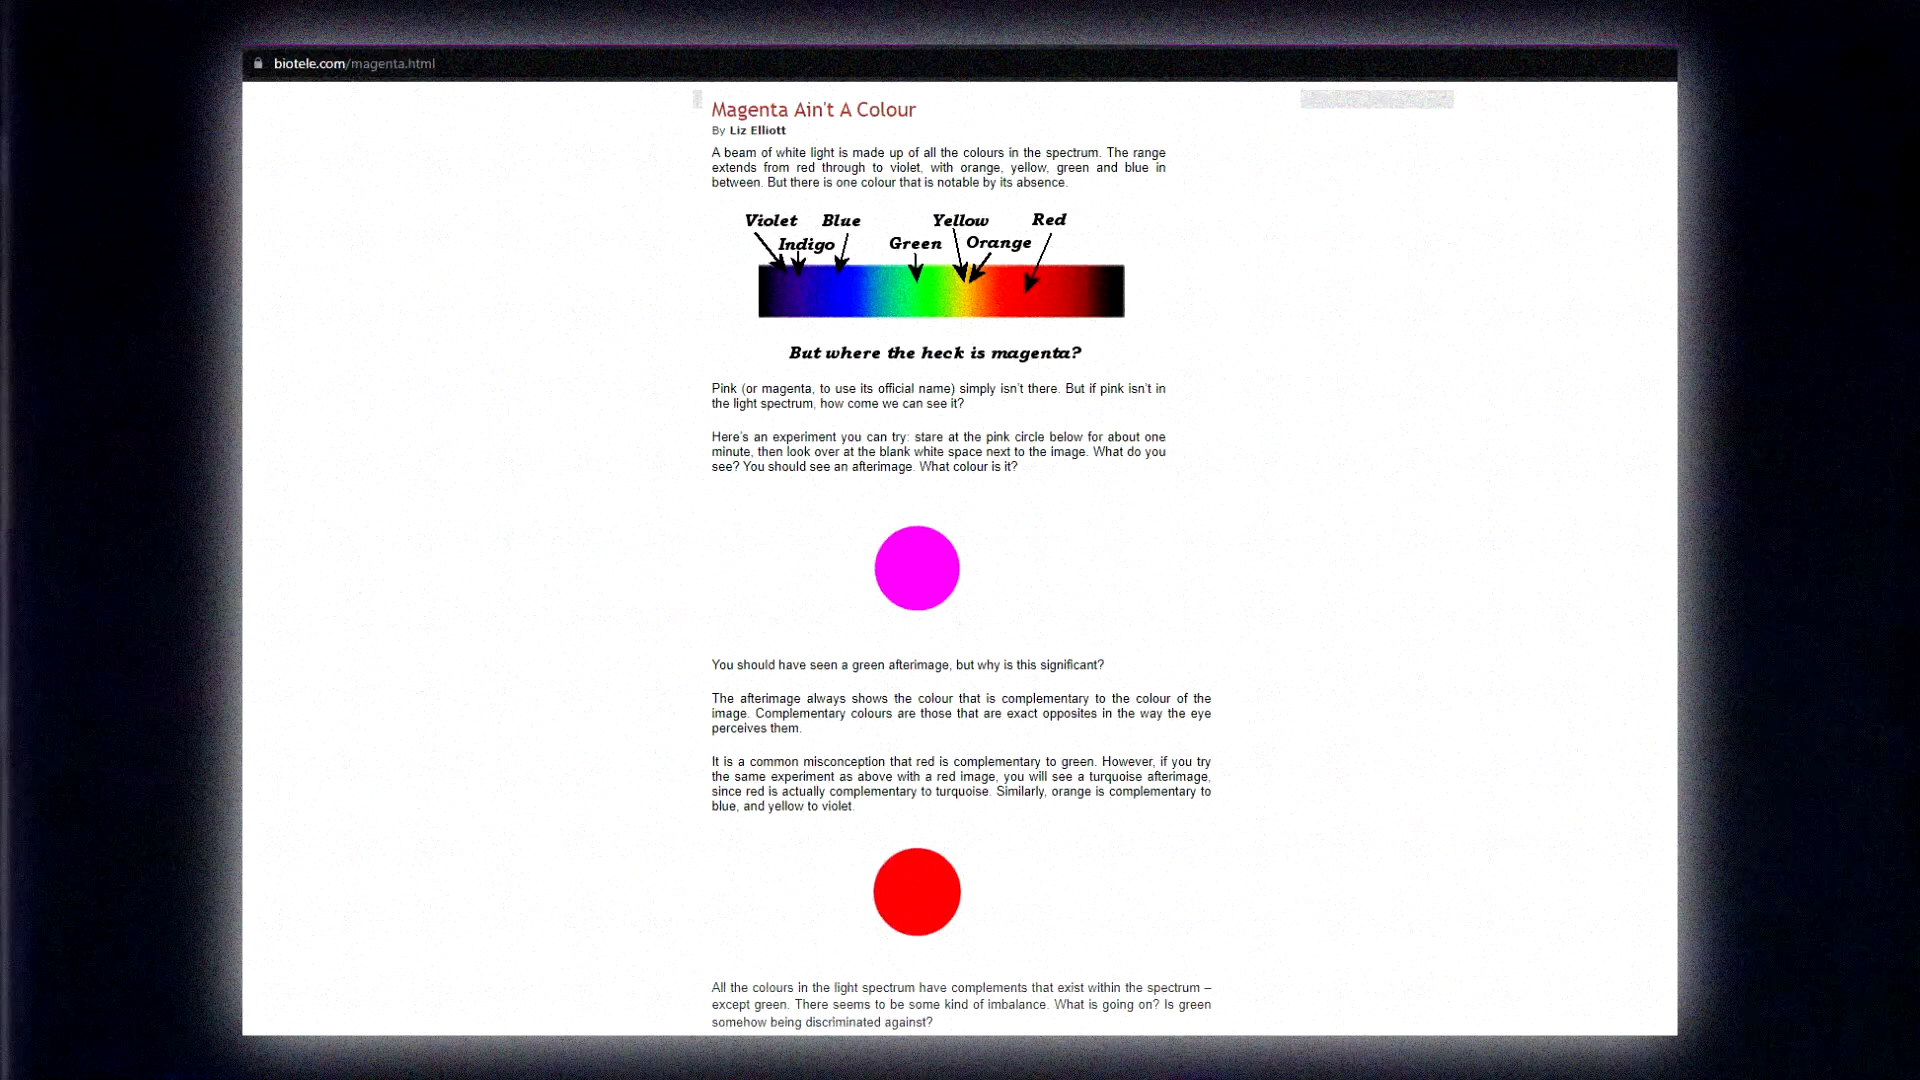 biotele.com/magenta.html
Magenta Ain't A Colour
By Liz Elliott
A beam of white light is made up of all the colours in the spectrum. The range
extends from red through to violet, with orange, yellow, green and blue in
between. But there is one colour that is notable by its absence.
Violet Blue Yellow Red
Indigo Green Orange
But where the heck is magenta?
Pink (or magenta, to use its official name) simply isn't there. But if pink isn't in
the light spectrum, how come we can see it?
Here's an experiment you can try: stare at the pink circle below for about one
minute, then look over at the blank white space next to the image. What do you
see? You should see an afterimage. What colour is it?
You should have seen a green afterimage, but why is this significant?
The afterimage always shows the colour that is complementary to the colour of the
image. Complementary colours are those that are exact opposites in the way the eye
perceives them.
It is a common misconception that red is complementary to green. However, if you try
the same experiment as above with a red image, you will see a turquoise afterimage,
since red is actually complementary to turquoise. Similarly, orange is complementary to
blue, and yellow to violet.
All the colours in the light spectrum have complements that exist within the spectrum –
except green. There seems to be some kind of imbalance. What is going on? Is green
somehow being discriminated against?